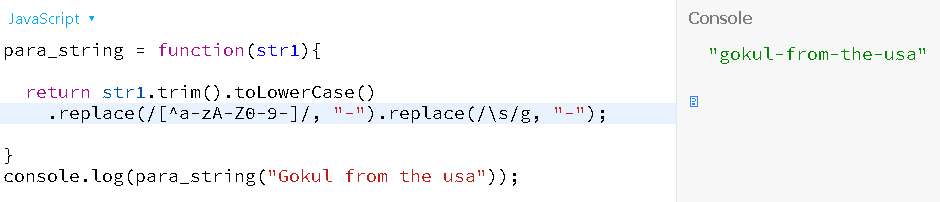 JavaScript ▾
Console
para_string = function(str1){
"gokul-from-the-usa"
return str1.trim().toLowerCase()
.replace(/[^a-zA-Z0-9-]/, "-").replace(/\s/g, "-");
}
console.log(para_string("Gokul from the usa"));